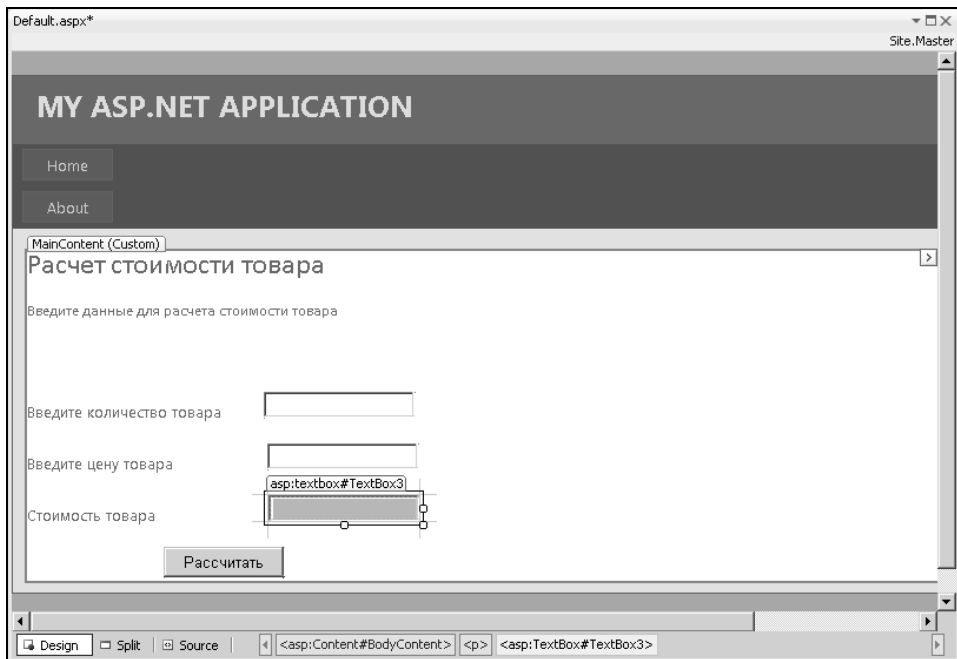 Default.aspx*
Site.Master
MY ASP.NET APPLICATION
Home
About
MainContent (Custom)
Расчет стоимости товара
Введите данные для расчета стоимости товара
Введите количество товара
Введите цену товара
asp:textbox#TextBox3
Стоимость товара
Рассчитать
Design Split Source <asp:Content#BodyContent> <p> <asp:TextBox#TextBox3>